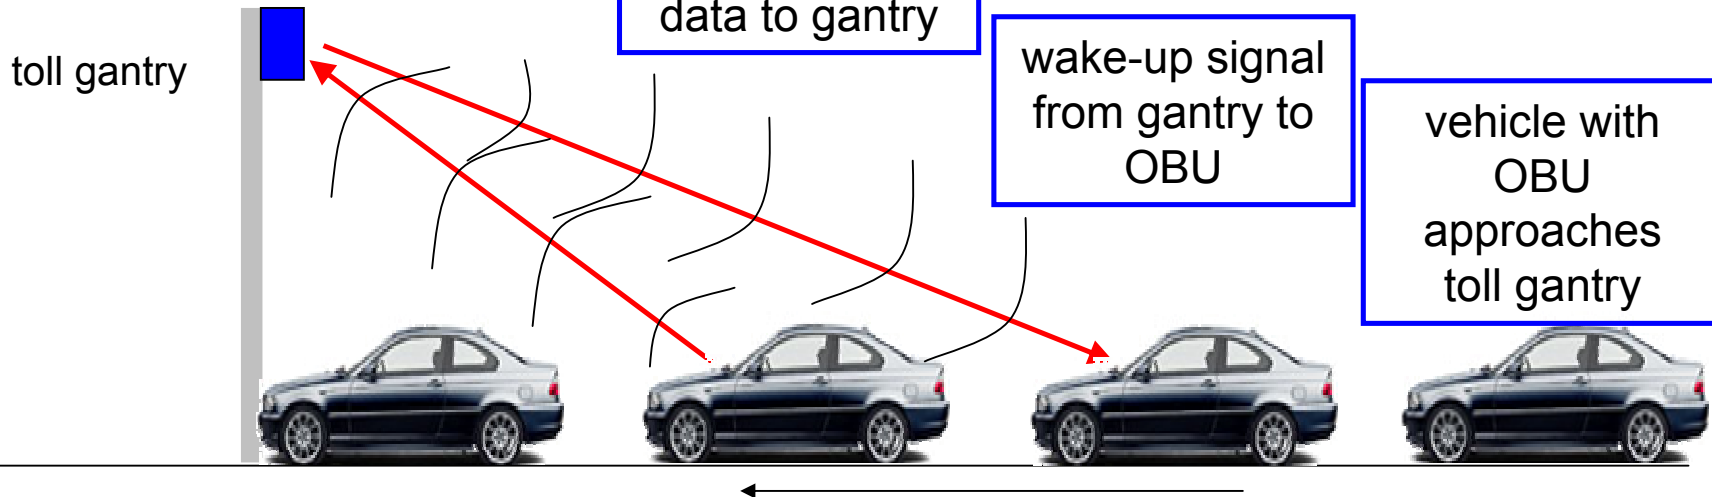 toll gantry
data to gantry
wake-up signal
from gantry to
OBU
vehicle with
OBU
approaches
toll gantry